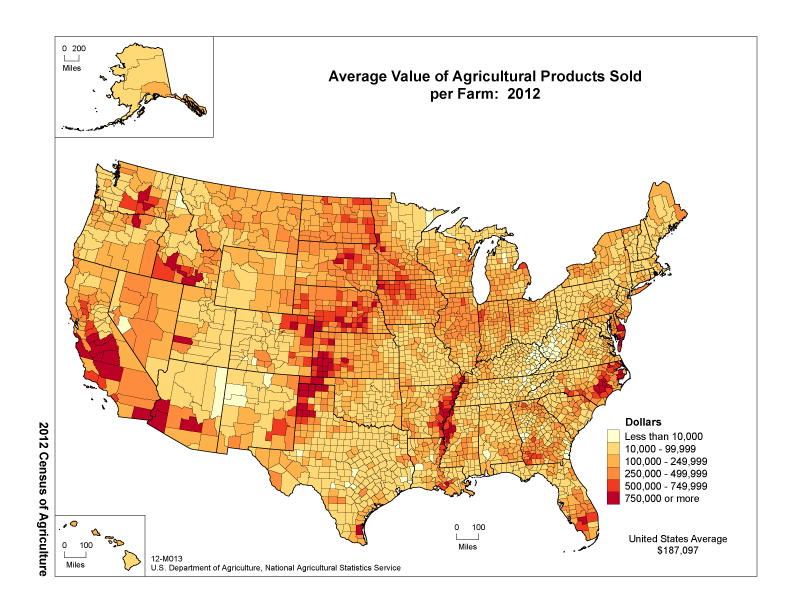 0 200
Miles
Average Value of Agricultural Products Sold
per Farm: 2012
2012 Census of Agriculture
Dollars
Less than 10,000
10,000 - 99,999
100,000 - 249,999
250,000 - 499,999
500,000 - 749,999
750,000 or more
0 100
Miles
0 100
Miles
United States Average
$187,097
12-M013
U.S. Department of Agriculture, National Agricultural Statistics Service